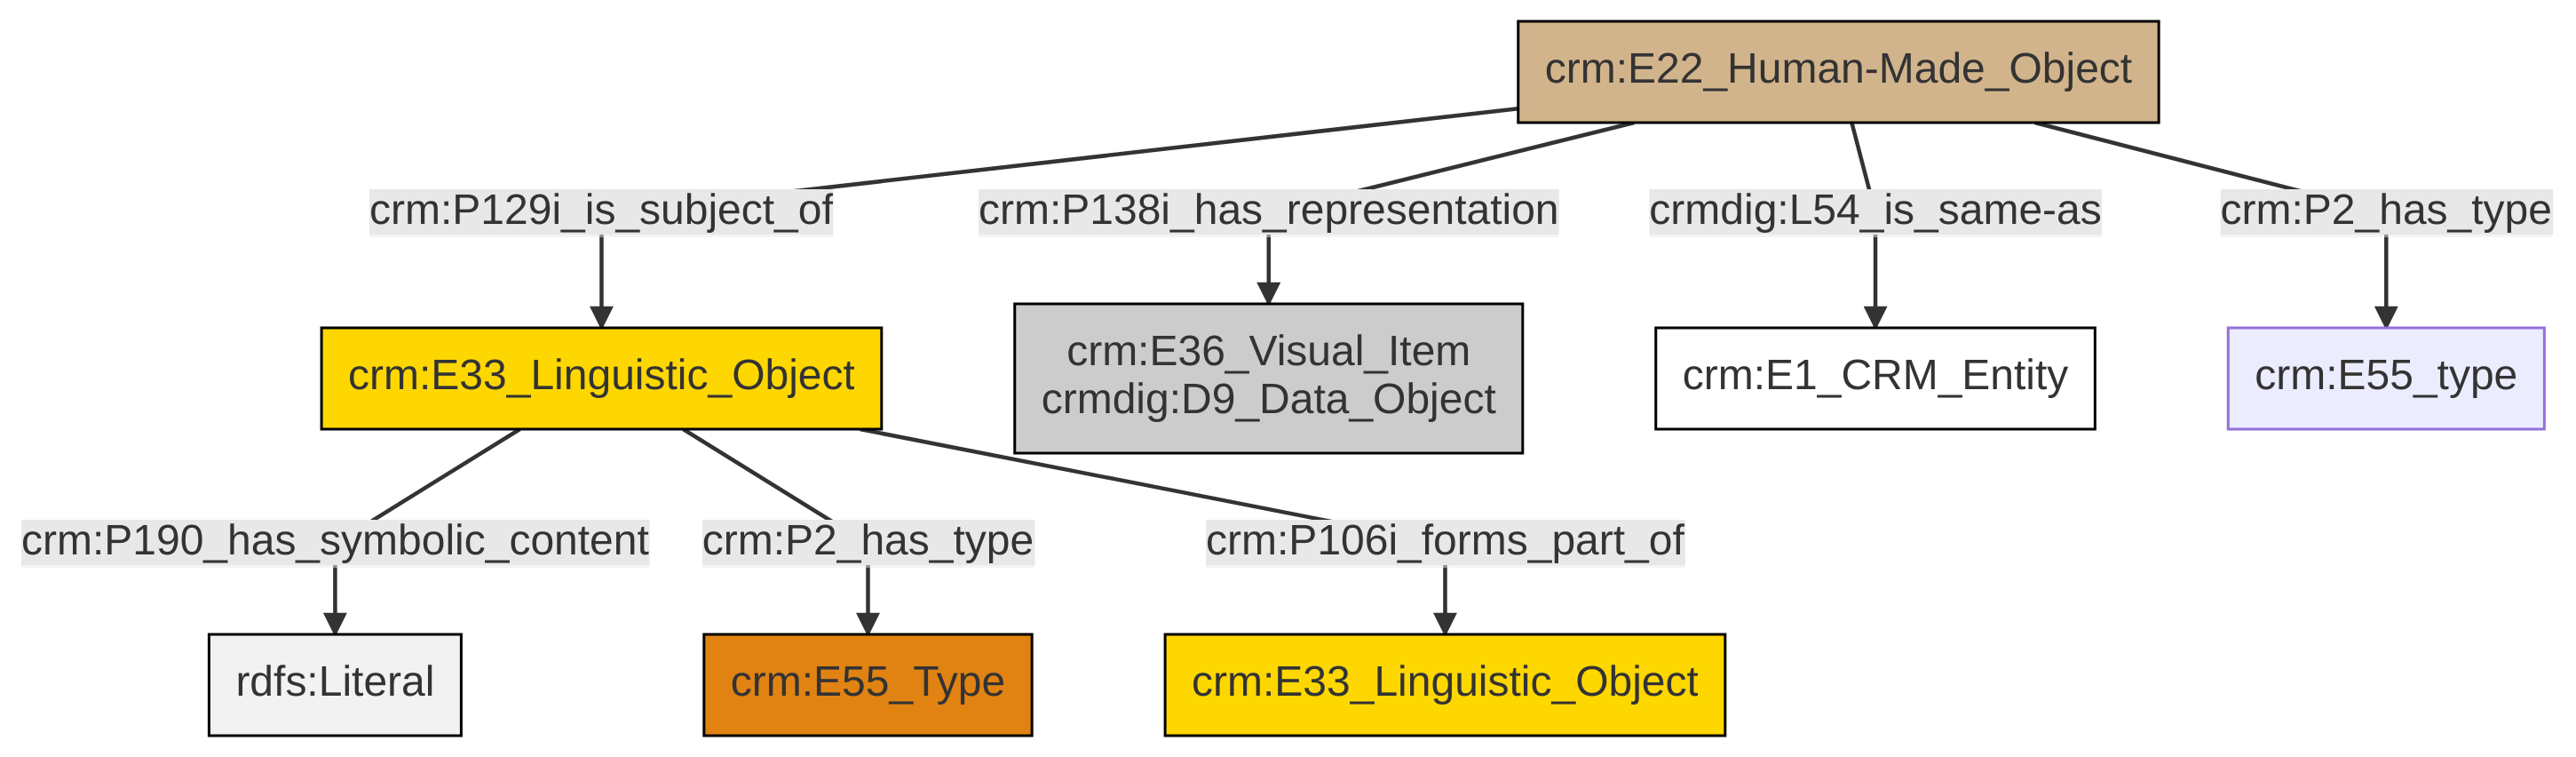 crm:E22_Human-Made_Object
crm:P129i_is_subject_of
crm:P138i_has_representation
crmdig:L54_is_same-as
crm:P2_has_type
crm:E33_Linguistic_Object
crm:E36_Visual_Item
crmdig:D9_Data_Object
crm:E1_CRM_Entity
crm:E55_type
crm:P190_has_symbolic_content
crm:P2_has_type
crm:P106i_forms_part_of
rdfs:Literal
crm:E55_Type
crm:E33_Linguistic_Object